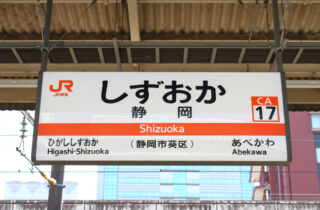 JR
JR東海
しずおか
静岡
CA
17
Shizuoka
ひがししずおか
Higashi-Shizuoka
(静岡市葵区)
あべかわ
Abekawa